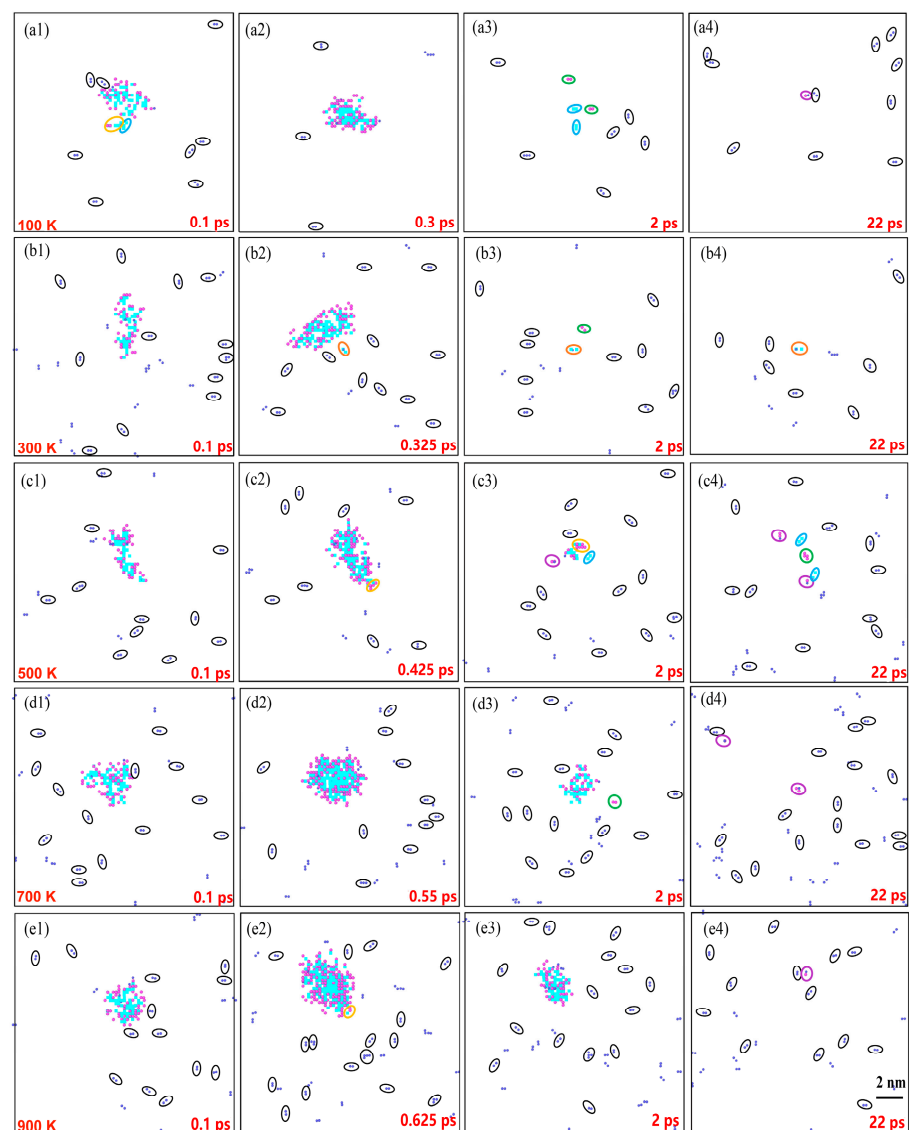 (a1) (a2) (a3) (a4)
100 K 0.1 ps 0.3 ps 2 ps 22 ps
(b1) (b2) (b3) (b4)
300 K 0.1 ps 0.325 ps 2 ps 22 ps
(c1) (c2) (c3) (c4)
500 K 0.1 ps 0.425 ps 2 ps 22 ps
(d1) (d2) (d3) (d4)
700 K 0.1 ps 0.55 ps 2 ps 22 ps
(e1) (e2) (e3) (e4)
2 nm
900 K 0.1 ps 0.625 ps 2 ps 22 ps